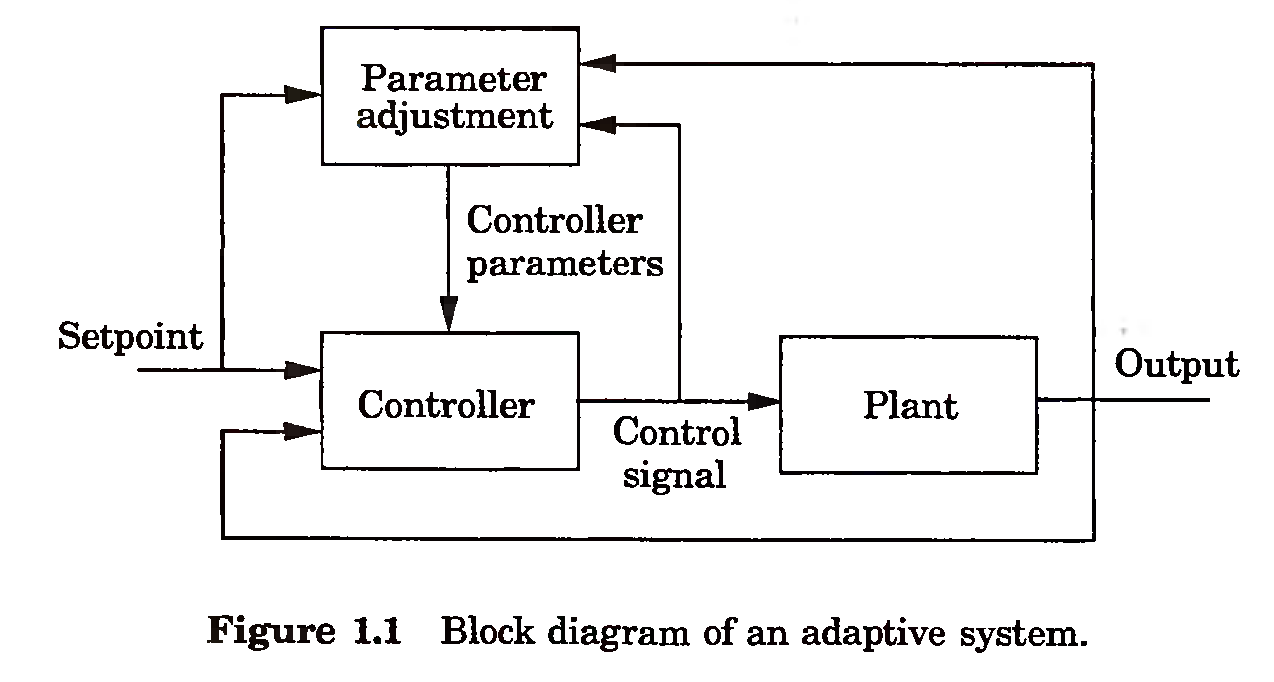 Parameter
adjustment
Controller
parameters
Setpoint
Controller
Control
signal
Plant
Output
Figure 1.1 Block diagram of an adaptive system.